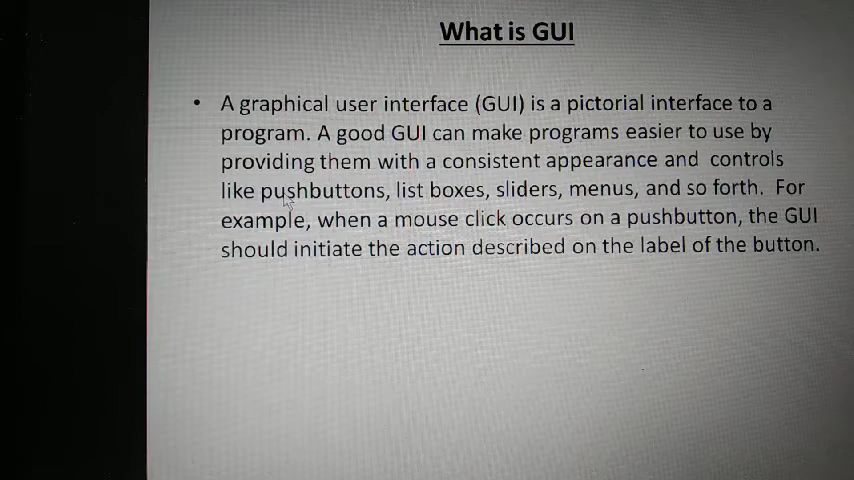 What is GUI
• A graphical user interface (GUI) is a pictorial interface to a
program. A good GUI can make programs easier to use by
providing them with a consistent appearance and controls
like pushbuttons, list boxes, sliders, menus, and so forth. For
example, when a mouse click occurs on a pushbutton, the GUI
should initiate the action described on the label of the button.